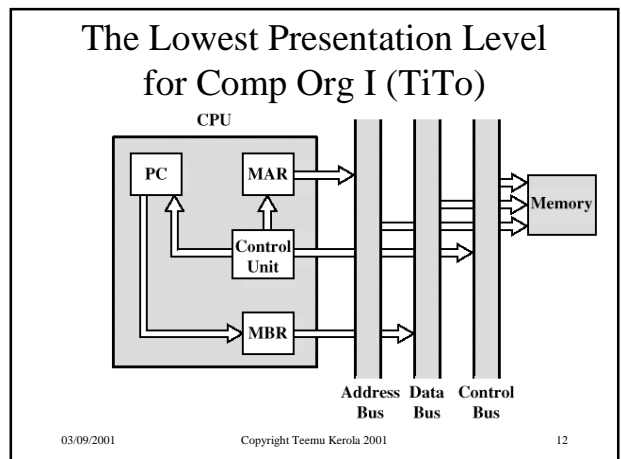 The Lowest Presentation Level
for Comp Org I (TiTo)
CPU
PC
MAR
Memory
Control
Unit
MBR
Address Data Control
Bus Bus Bus
03/09/2001 Copyright Teemu Kerola 2001 12